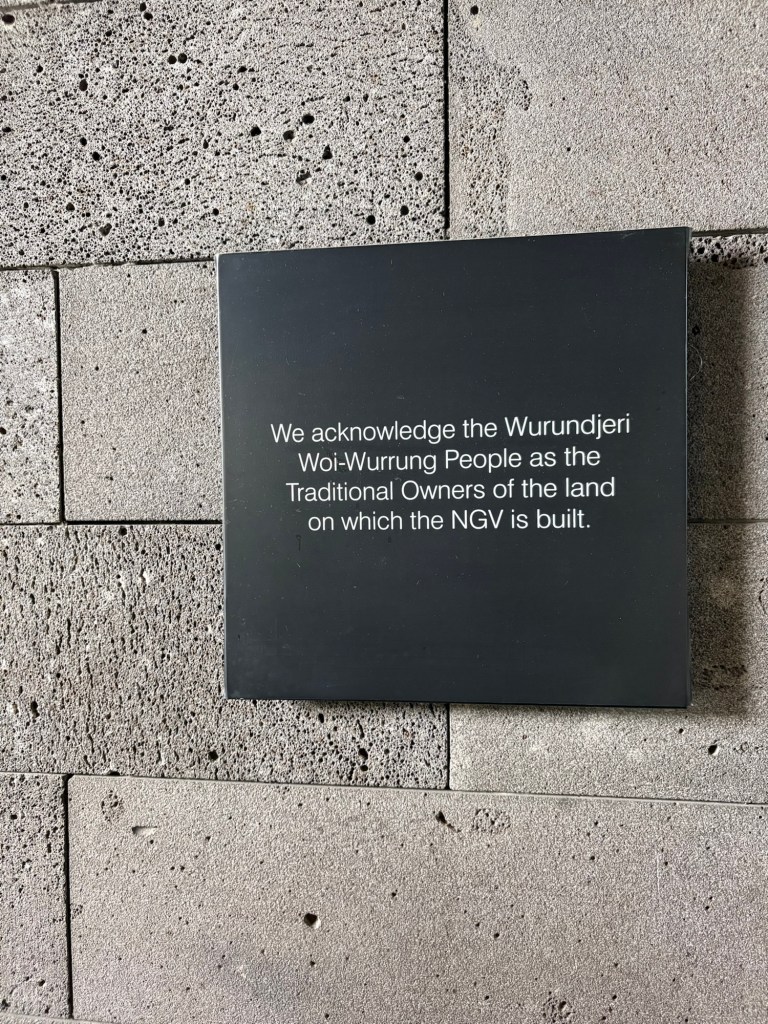 We acknowledge the Wurundjeri
Woi-Wurrung People as the
Traditional Owners of the land
on which the NGV is built.